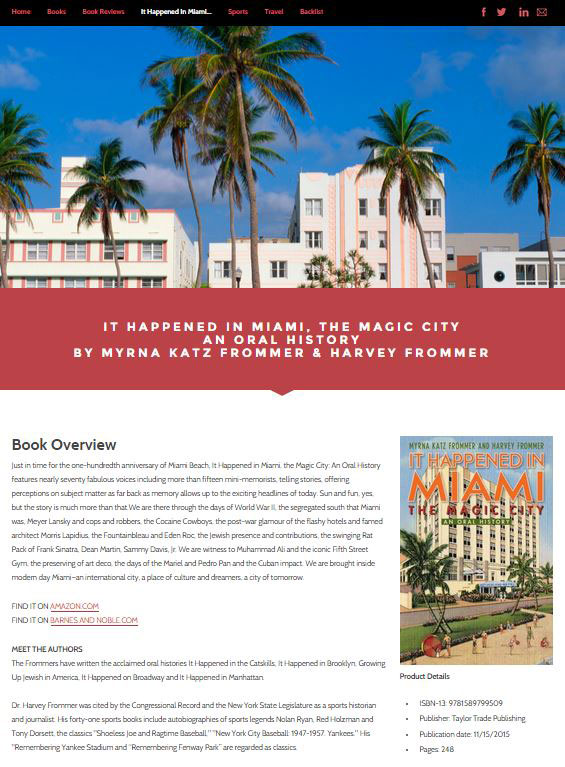 Home Books Book Reviews It Happened In Miami... Sports Travel Backlist
IT HAPPENED IN MIAMI, THE MAGIC CITY
AN ORAL HISTORY
BY MYRNA KATZ FROMMER & HARVEY FROMMER
Book Overview
Just in time for the one-hundredth anniversary of Miami Beach, It Happened in Miami, the Magic City: An Oral History
features nearly seventy fabulous voices including more than fifteen mini-memorists, telling stories, offering
perceptions on subject matter as far back as memory allows up to the exciting headlines of today. Sun and fun, yes,
but the story is much more than that We are there through the days of World War II, the segregated south that Miami
was, Meyer Lansky and cops and robbers, the Cocaine Cowboys, the post-war glamour of the flashy hotels and famed
architect Morris Lapidus, the Fountainbleau and Eden Roc, the Jewish presence and contributions, the swinging Rat
Pack of Frank Sinatra, Dean Martin, Sammy Davis, Jr. We are witness to Muhammad Ali and the iconic Fifth Street
Gym, the preserving of art deco, the days of Mariel and Pedro Pan and the Cuban impact. We are brought inside
modern day Miami–an international city, a place of culture and dreamers, a city of tomorrow.
FIND IT ON AMAZON.COM
FIND IT ON BARNES AND NOBLE.COM
MEET THE AUTHORS
The Frommers have written the acclaimed oral histories It Happened in the Catskills, It Happened in Brooklyn, Growing
Up Jewish in America, It Happened on Broadway and It Happened in Manhattan.
Dr. Harvey Frommer was cited by the Congressional Record and the New York State Legislature as a sports historian
and journalist. His forty-one sports books include autobiographies of sports legends Nolan Ryan, Red Holzman and
Tony Dorsett, the classics "Shoeless Joe and Ragtime Baseball," "New York City Baseball: 1947-1957. Yankees." His
"Remembering Yankee Stadium and "Remembering Fenway Park" are regarded as classics.
MYRNA KATZ FROMMER AND HARVEY FROMMER
IT HAPPENED IN
MIAMI
THE MAGIC CITY
AN ORAL HISTORY
Product Details
ISBN-13: 9781589799509
Publisher: Taylor Trade Publishing
Publication date: 11/15/2015
Pages: 248